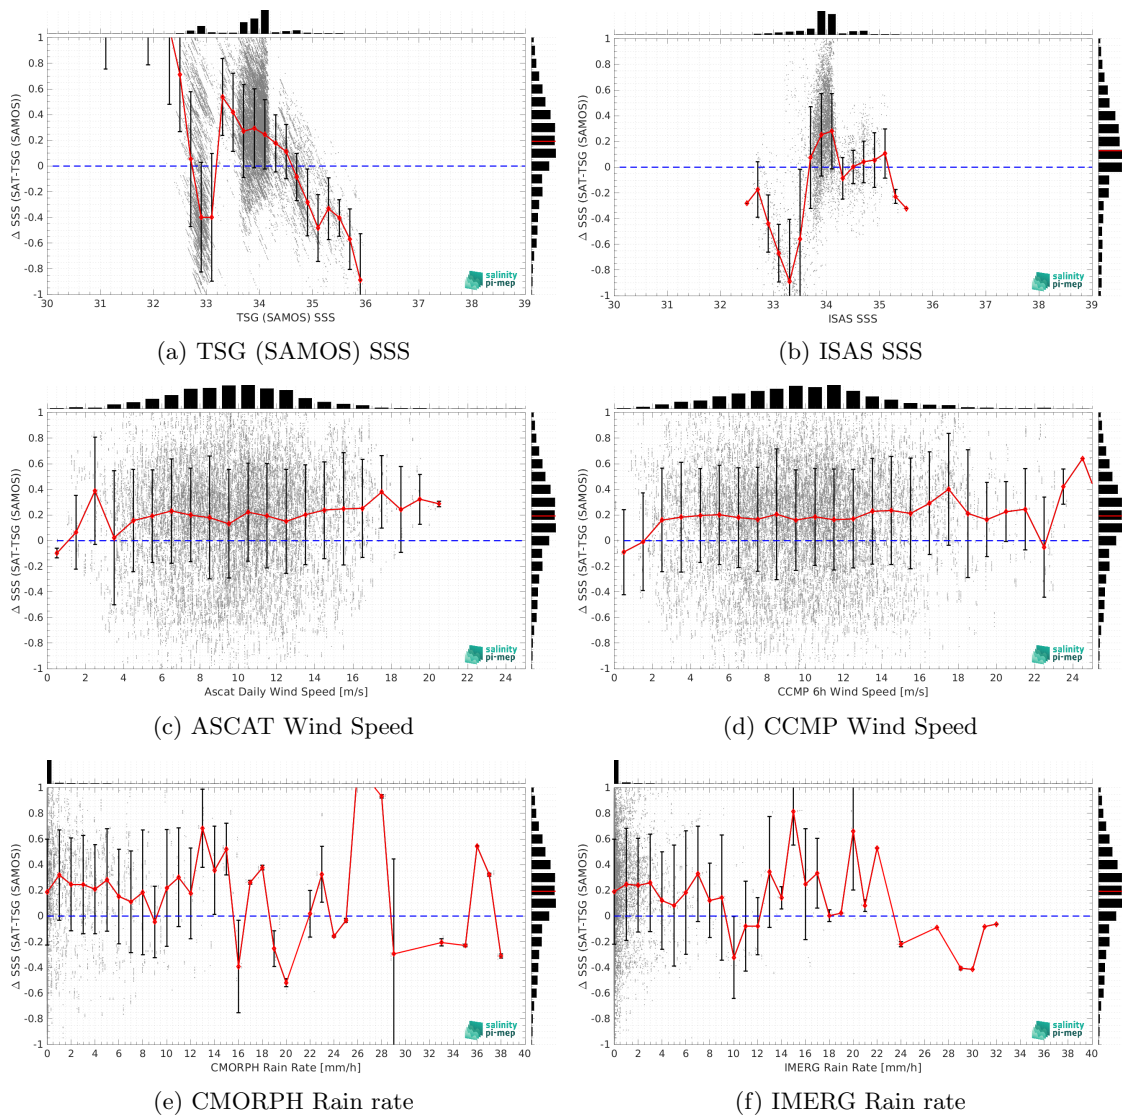 1
0.8
0.6
0.4
0.2
0
-0.2
-0.4
-0.6
-0.8
-1
Δ SSS (SAT-TSG (SAMOS))
30 31 32 33 34 35 36 37 38 39
TSG (SAMOS) SSS
salinity
pi-mep
(a) TSG (SAMOS) SSS
1
0.8
0.6
0.4
0.2
0
-0.2
-0.4
-0.6
-0.8
-1
Δ SSS (SAT-TSG (SAMOS))
30 31 32 33 34 35 36 37 38 39
ISAS SSS
salinity
pi-mep
(b) ISAS SSS
1
0.8
0.6
0.4
0.2
0
-0.2
-0.4
-0.6
-0.8
-1
Δ SSS (SAT-TSG (SAMOS))
0 2 4 6 8 10 12 14 16 18 20 22 24
Ascat Daily Wind Speed [m/s]
salinity
pi-mep
(c) ASCAT Wind Speed
1
0.8
0.6
0.4
0.2
0
-0.2
-0.4
-0.6
-0.8
-1
Δ SSS (SAT-TSG (SAMOS))
0 2 4 6 8 10 12 14 16 18 20 22 24
CCMP 6h Wind Speed [m/s]
salinity
pi-mep
(d) CCMP Wind Speed
1
0.8
0.6
0.4
0.2
0
-0.2
-0.4
-0.6
-0.8
-1
Δ SSS (SAT-TSG (SAMOS))
0 2 4 6 8 10 12 14 16 18 20 22 24 26 28 30 32 34 36 38 40
CMORPH Rain Rate [mm/h]
salinity
pi-mep
(e) CMORPH Rain rate
1
0.8
0.6
0.4
0.2
0
-0.2
-0.4
-0.6
-0.8
-1
Δ SSS (SAT-TSG (SAMOS))
0 2 4 6 8 10 12 14 16 18 20 22 24 26 28 30 32 34 36 38 40
IMERG Rain Rate [mm/h]
salinity
pi-mep
(f) IMERG Rain rate